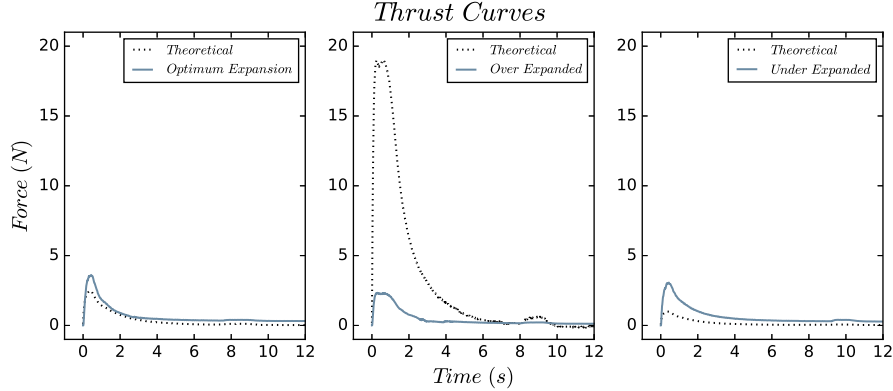 Thrust Curves
20
15
10
5
0
0 2 4 6 8 10 12
Theoretical
Optimum Expansion
20
15
10
5
0
0 2 4 6 8 10 12
Theoretical
Over Expanded
20
15
10
5
0
0 2 4 6 8 10 12
Theoretical
Under Expanded
Force (N)
Time (s)